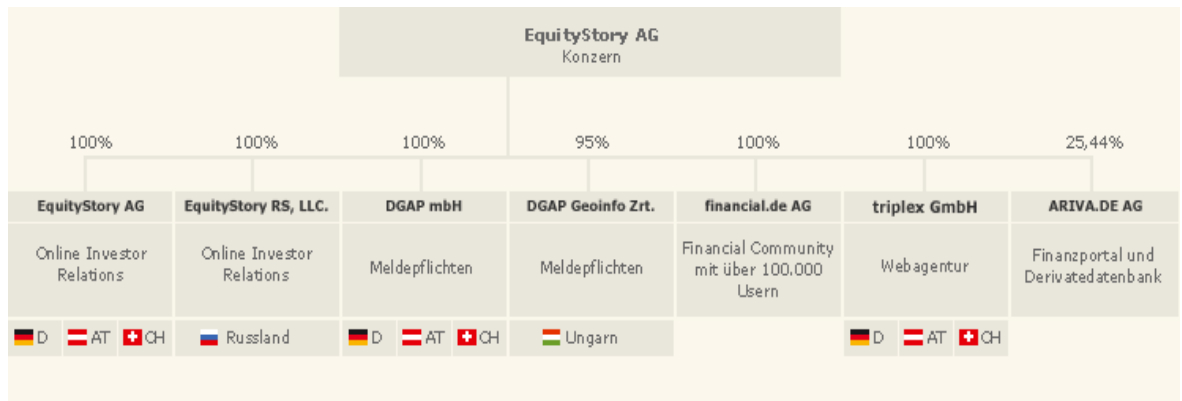 EquityStory AG
Konzern
100% 100% 100% 95% 100% 100% 25,44%
EquityStory AG EquityStory RS, LLC. DGAP mbH DGAP Geoinfo Zrt. financial.de AG triplex GmbH ARIVA.DE AG
Online Investor
Relations
Online Investor
Relations
Meldepflichten
Meldepflichten
Financial Community
mit über 100.000
Usern
Webagentur
Finanzportal und
Derivatedatenbank
D AT CH Russland D AT CH Ungarn D AT CH